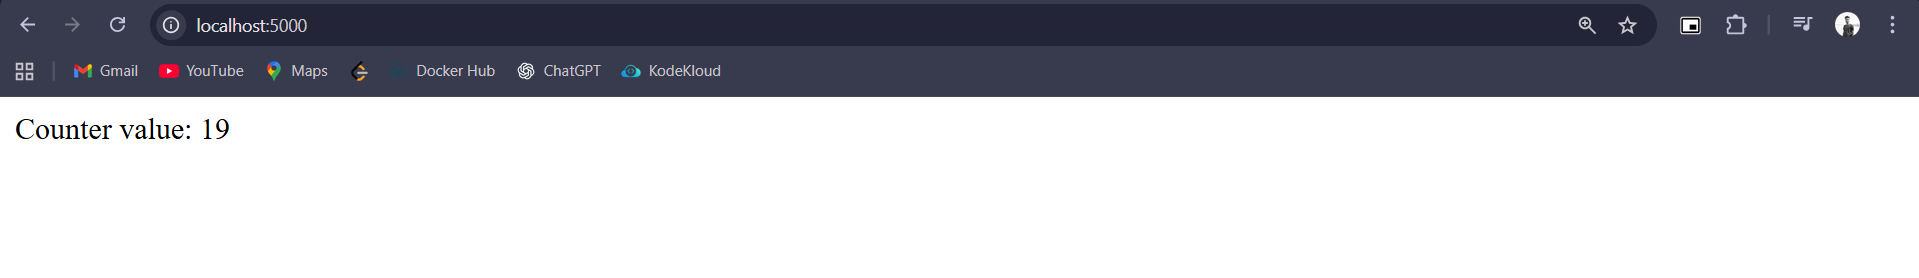 localhost:5000
Gmail YouTube Maps Docker Hub ChatGPT KodeKloud
Counter value: 19